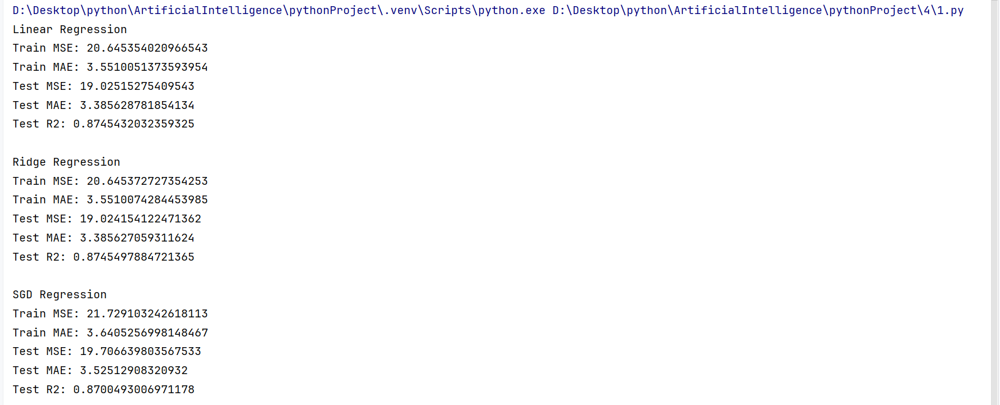 D:\Desktop\python\ArtificialIntelligence\pythonProject\.venv\Scripts\python.exe D:\Desktop\python\ArtificialIntelligence\pythonProject\4\1.py
Linear Regression
Train MSE: 20.645354020966543
Train MAE: 3.5510051373593954
Test MSE: 19.02515275409543
Test MAE: 3.385628781854134
Test R2: 0.8745432032359325
Ridge Regression
Train MSE: 20.645372727354253
Train MAE: 3.5510074284453985
Test MSE: 19.024154122471362
Test MAE: 3.385627059311624
Test R2: 0.8745497884721365
SGD Regression
Train MSE: 21.729103242618113
Train MAE: 3.6405256998148467
Test MSE: 19.706639803567533
Test MAE: 3.52512908320932
Test R2: 0.8700493006971178